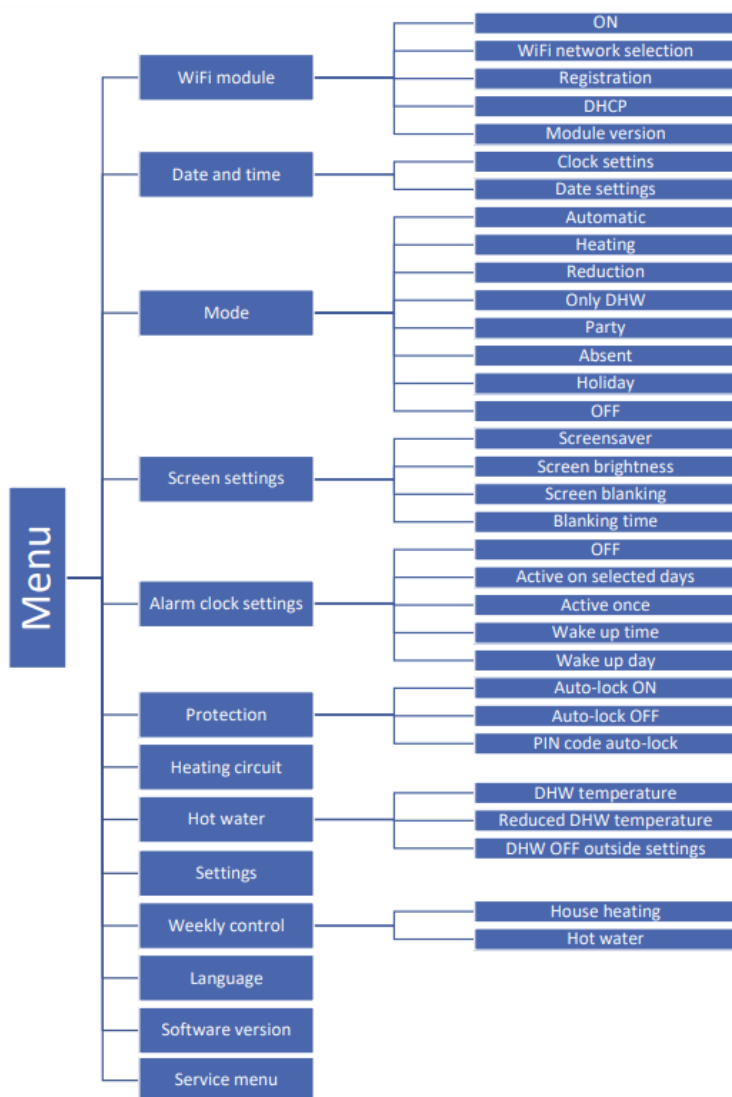 Menu
WiFi module
ON
WiFi network selection
Registration
DHCP
Module version
Date and time
Clock settins
Date settings
Mode
Automatic
Heating
Reduction
Only DHW
Party
Absent
Holiday
OFF
Screen settings
Screensaver
Screen brightness
Screen blanking
Blanking time
Alarm clock settings
OFF
Active on selected days
Active once
Wake up time
Wake up day
Protection
Auto-lock ON
Auto-lock OFF
PIN code auto-lock
Heating circuit
Hot water
DHW temperature
Reduced DHW temperature
DHW OFF outside settings
Settings
Weekly control
House heating
Hot water
Language
Software version
Service menu